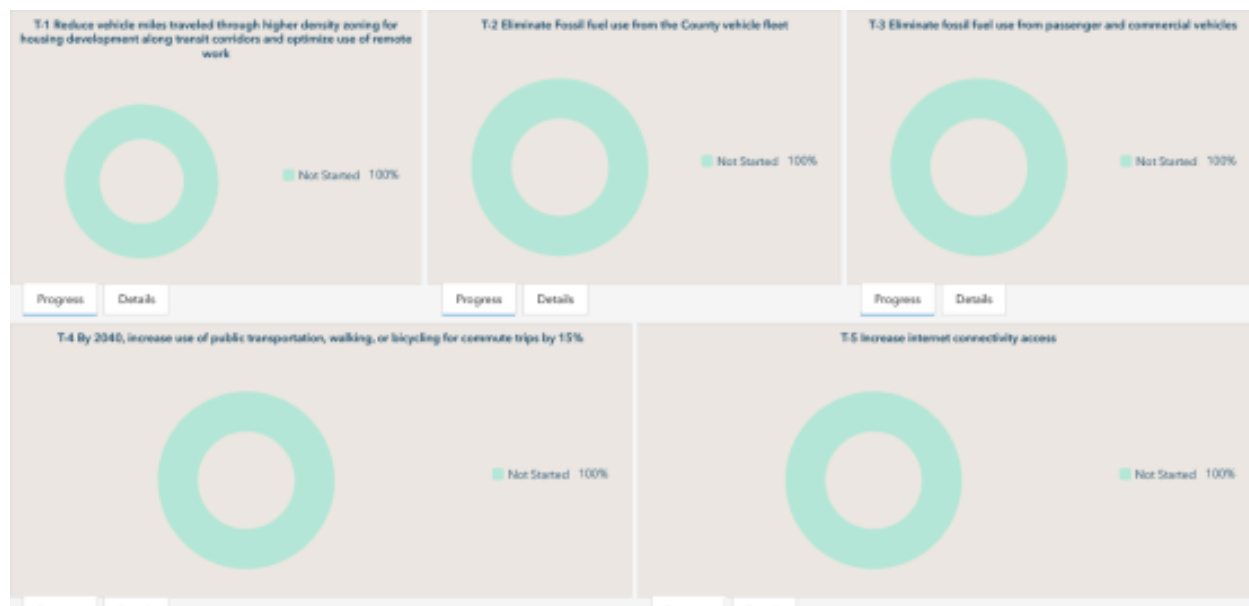 T-1 Reduce vehicle miles traveled through higher density zoning for
housing development along transit corridors and optimize use of remote
work
Not Started 100%
Progress Details
T-2 Eliminate Fossil fuel use from the County vehicle fleet
Not Started 100%
Progress Details
T-3 Eliminate fossil fuel use from passenger and commercial vehicles
Not Started 100%
Progress Details
T-4 By 2040, increase use of public transportation, walking, or bicycling for commute trips by 15%
Not Started 100%
T-5 Increase internet connectivity access
Not Started 100%